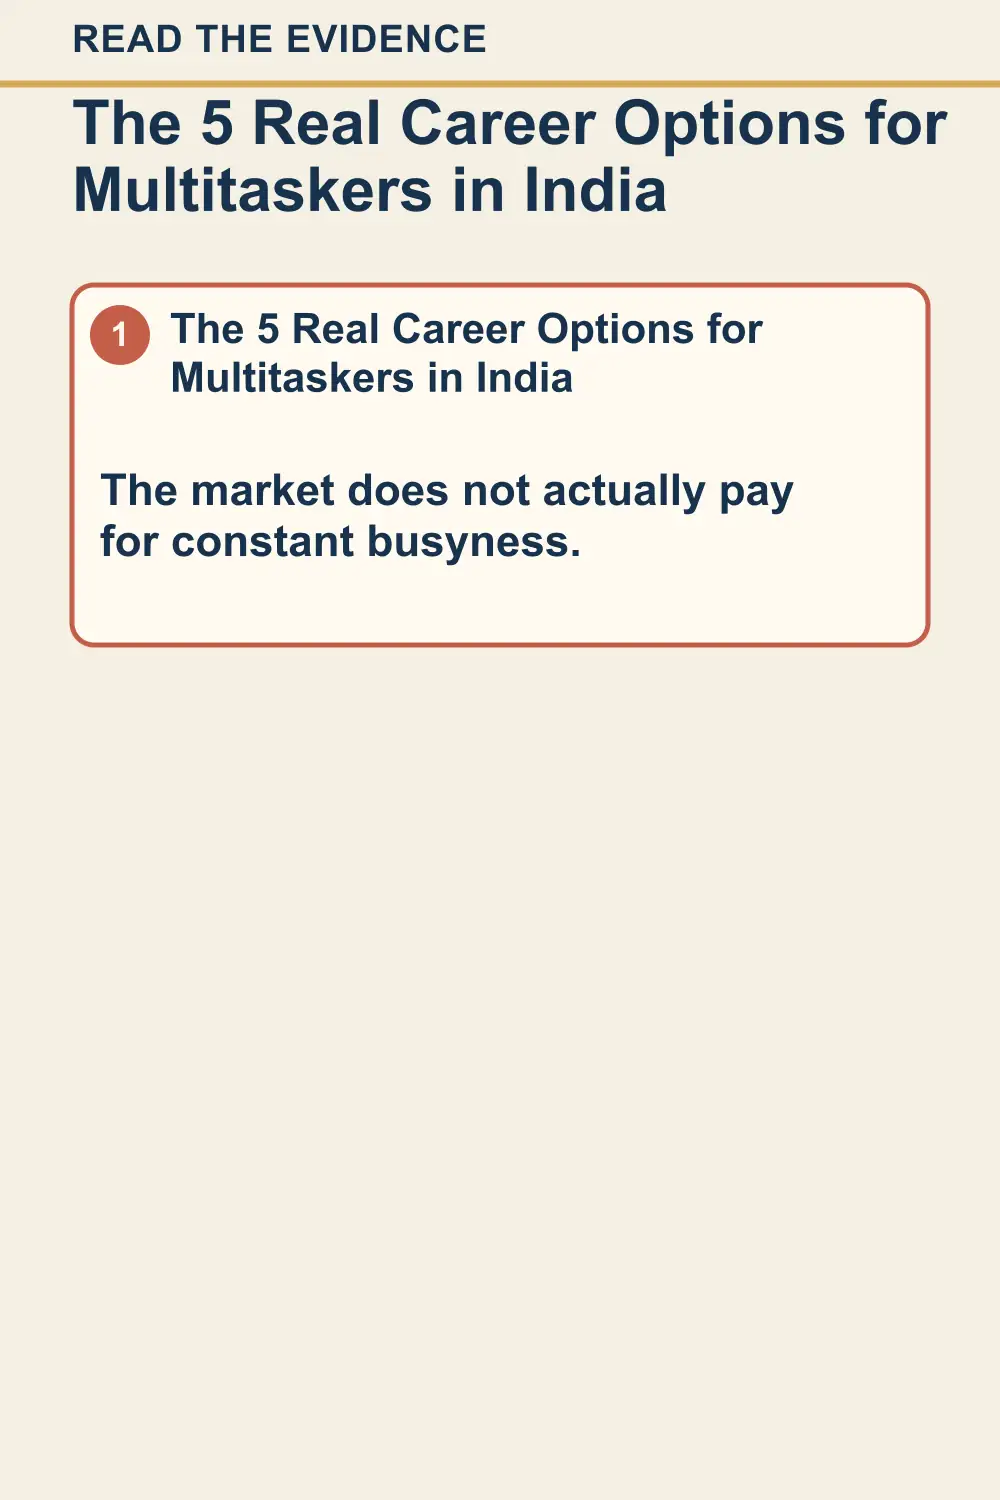 READ THE EVIDENCE
The 5 Real Career Options for
Multitaskers in India
1
The 5 Real Career Options for
Multitaskers in India
The market does not actually pay
for constant busyness.